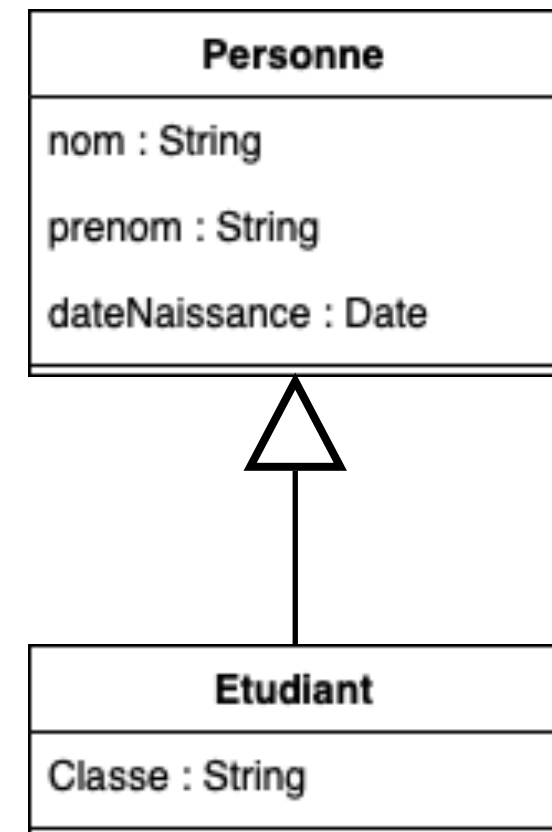 Personne
nom : String
prenom : String
dateNaissance : Date
Etudiant
Classe : String